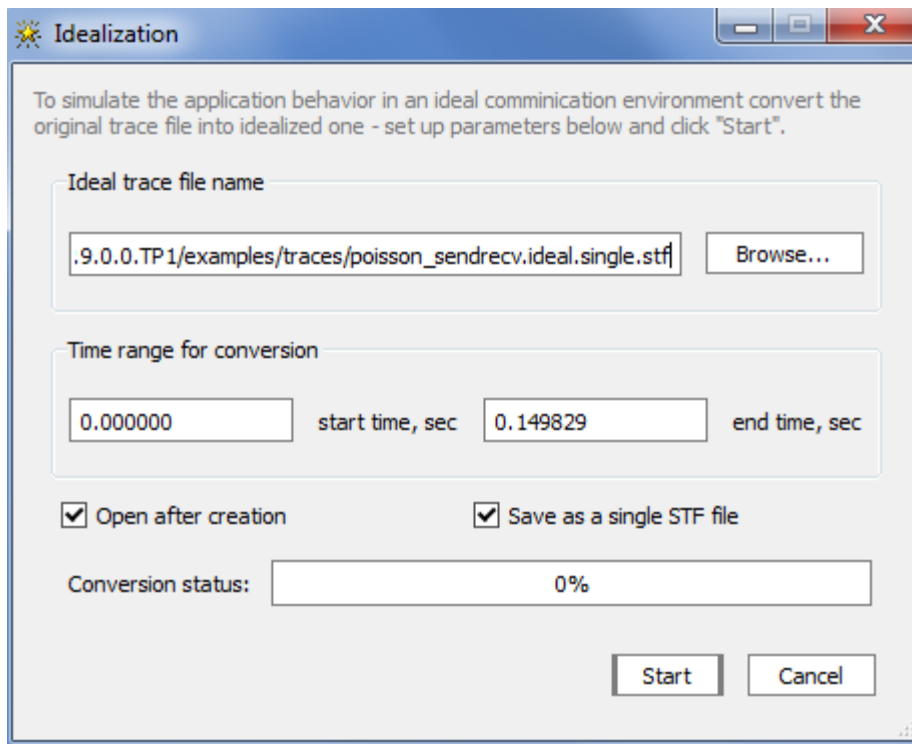 Idealization
To simulate the application behavior in an ideal comminication environment convert the
original trace file into idealized one - set up parameters below and click "Start".
Ideal trace file name
.9.0.0.TP1/examples/traces/poisson_sendrecv.ideal.single.stf
Browse...
Time range for conversion
0.000000 start time, sec 0.149829 end time, sec
Open after creation Save as a single STF file
Conversion status: 0%
Start Cancel